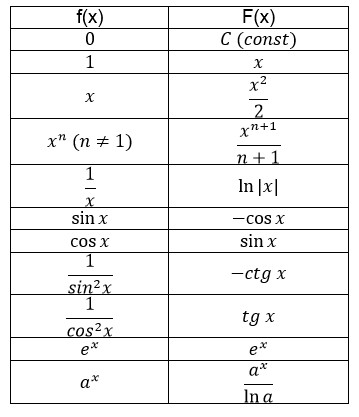 f(x) F(x)
0 C (const)
1 x
x x²/2
xⁿ (n ≠ 1) xⁿ⁺¹/n + 1
1/x ln |x|
sin x −cos x
cos x sin x
1/sin²x −ctg x
1/cos²x tg x
eˣ eˣ
aˣ aˣ/ln a